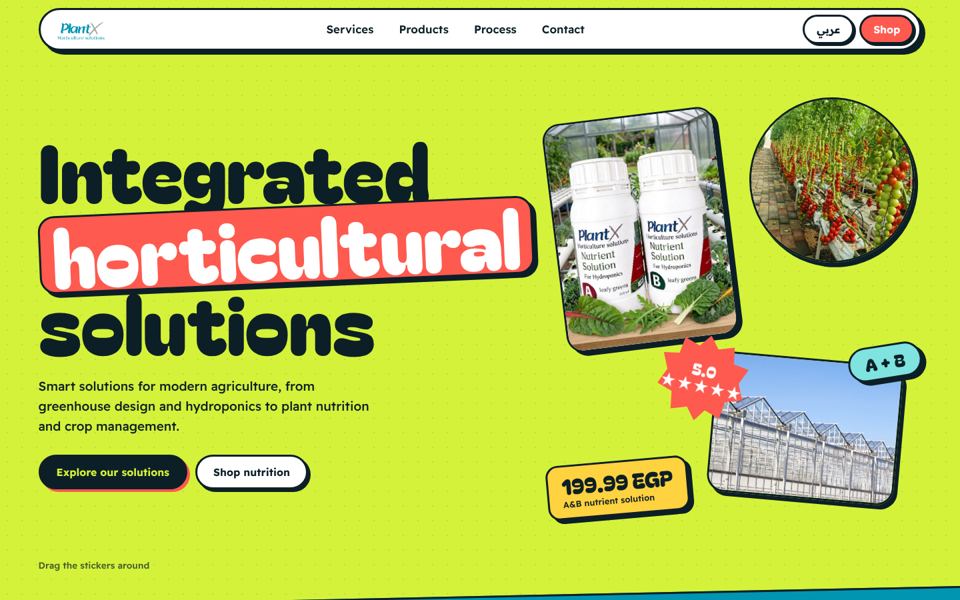 PlantX
Horticulture solutions
Services
Products
Process
Contact
عربي
Shop
Integrated
horticultural
solutions
Smart solutions for modern agriculture, from
greenhouse design and hydroponics to plant nutrition
and crop management.
Explore our solutions
Shop nutrition
Drag the stickers around
PlantX
Horticulture solutions
Nutrient
Solution
For Hydroponics
A
leafy greens
PlantX
Horticulture solutions
Nutrient
Solution
For Hydroponics
B
leafy greens
5.0
★★★★★
A + B
199.99 EGP
A&B nutrient solution